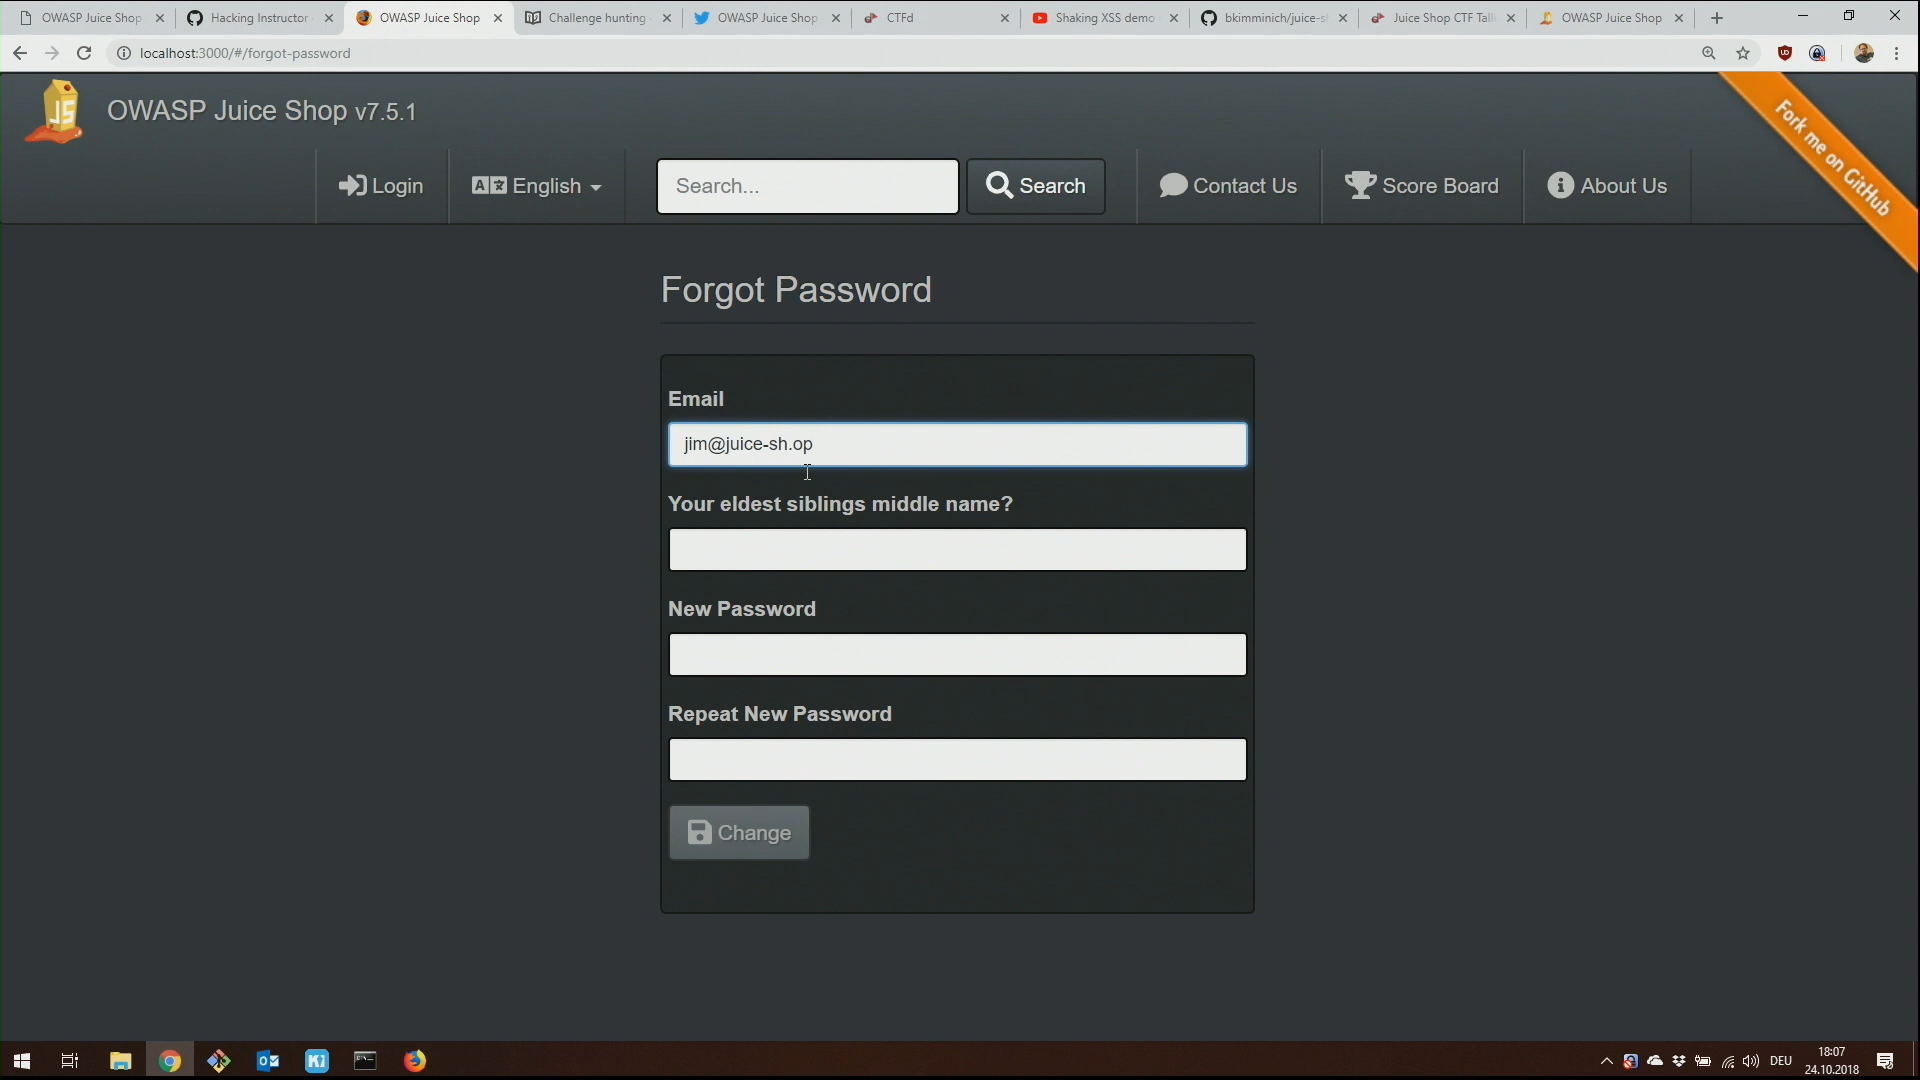 OWASP Juice Shop
Hacking Instructor
OWASP Juice Shop
Challenge hunting
OWASP Juice Shop
CTFd
Shaking XSS demo
bkimminich/juice-s
Juice Shop CTF Tall
OWASP Juice Shop
localhost:3000/#/forgot-password
JS
OWASP Juice Shop v7.5.1
Fork me on GitHub
Login
English
Search...
Search
Contact Us
Score Board
About Us
Forgot Password
Email
jim@juice-sh.op
Your eldest siblings middle name?
New Password
Repeat New Password
Change
DEU
18:07
24.10.2018